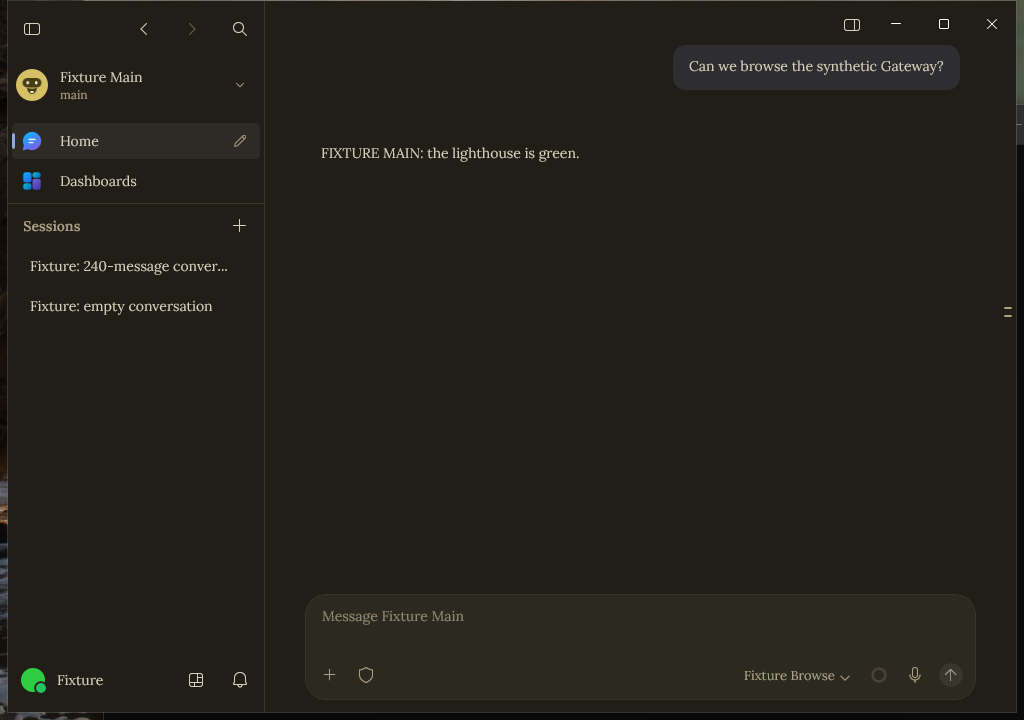 Fixture Main
main
Home
Dashboards
Sessions
Fixture: 240-message conver...
Fixture: empty conversation
Fixture
Can we browse the synthetic Gateway?
FIXTURE MAIN: the lighthouse is green.
Message Fixture Main
Fixture Browse